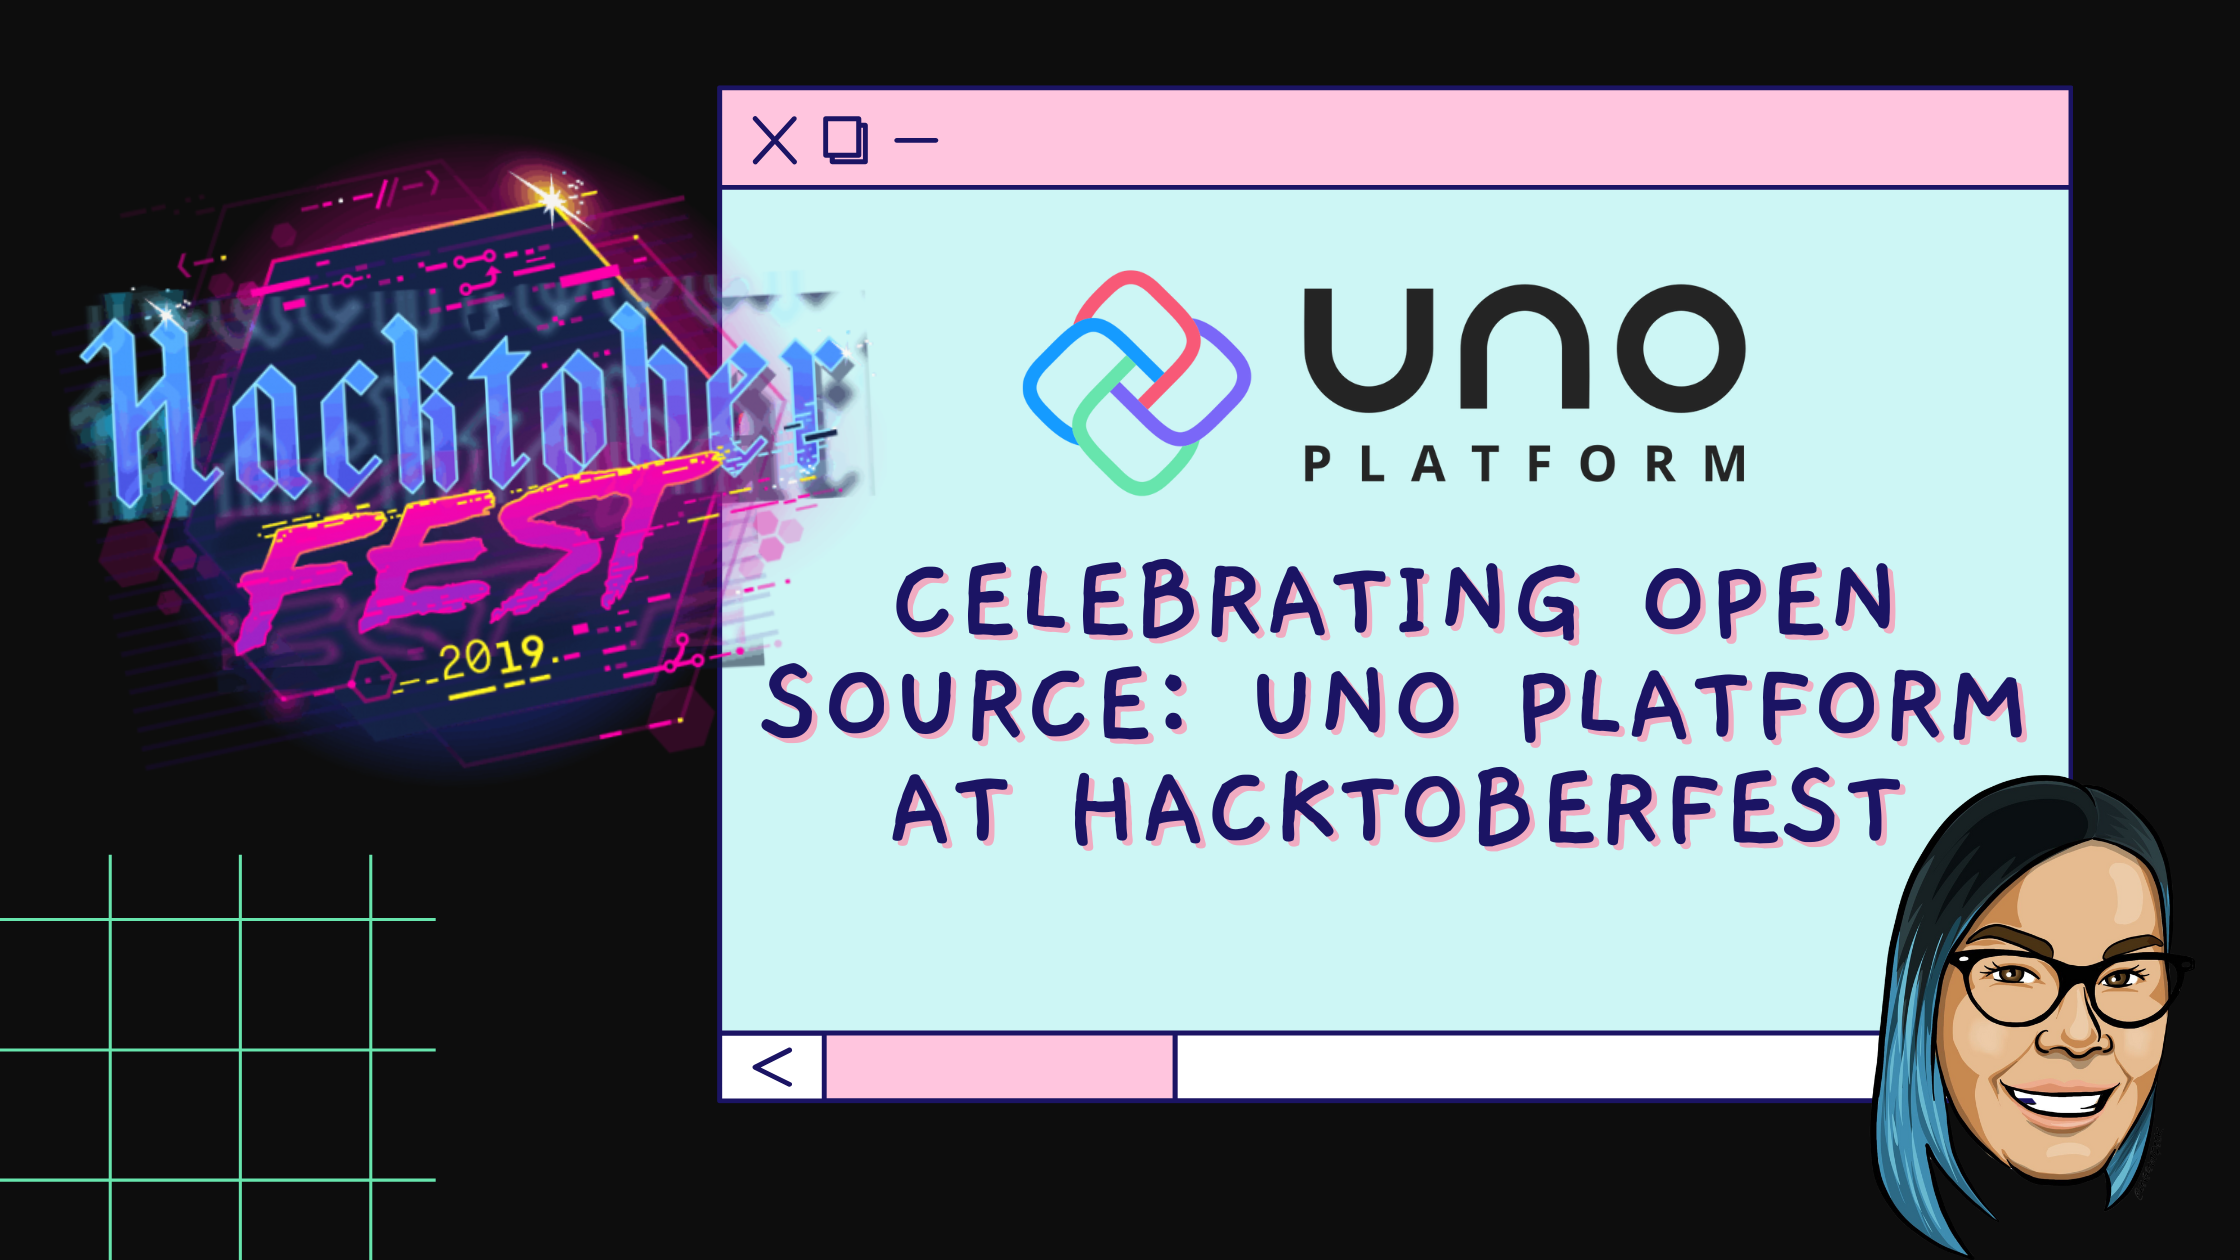 Hacktober
FEST
2019.
UNO
PLATFORM
CELEBRATING OPEN
SOURCE: UNO PLATFORM
AT HACKTOBERFEST